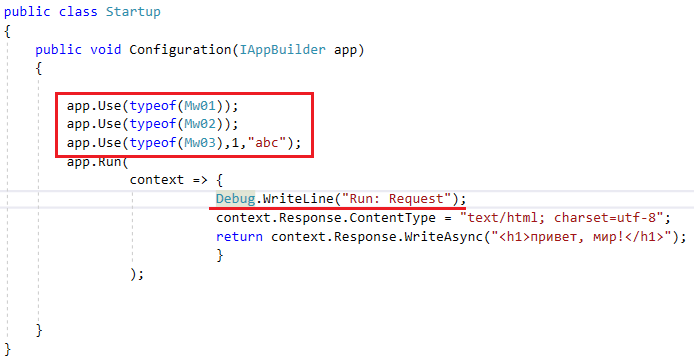 public class Startup
{
public void Configuration(IAppBuilder app)
{
app.Use(typeof(Mw01));
app.Use(typeof(Mw02));
app.Use(typeof(Mw03),1,"abc");
app.Run(
context => {
Debug.WriteLine("Run: Request");
context.Response.ContentType = "text/html; charset=utf-8";
return context.Response.WriteAsync("<h1>привет, мир!</h1>");
}
);
}
}